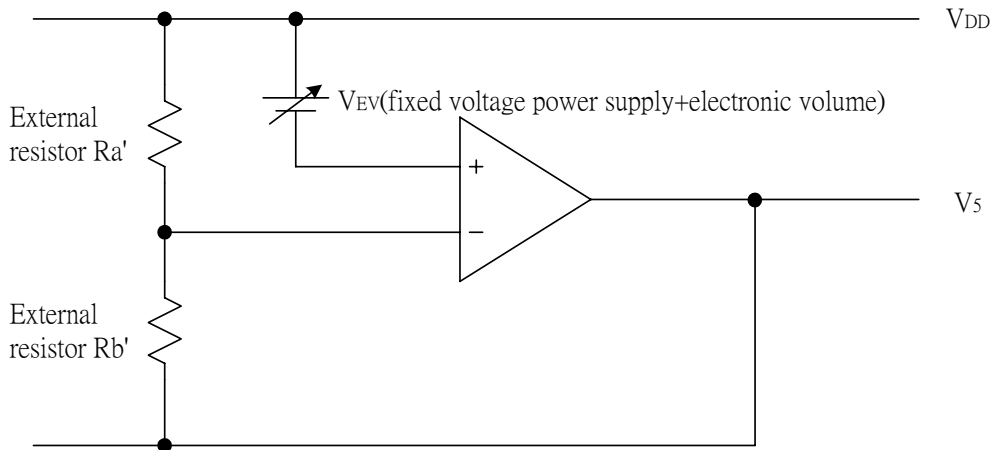 VDD
External
resistor Ra'
VEV(fixed voltage power supply+electronic volume)
+
−
V5
External
resistor Rb'